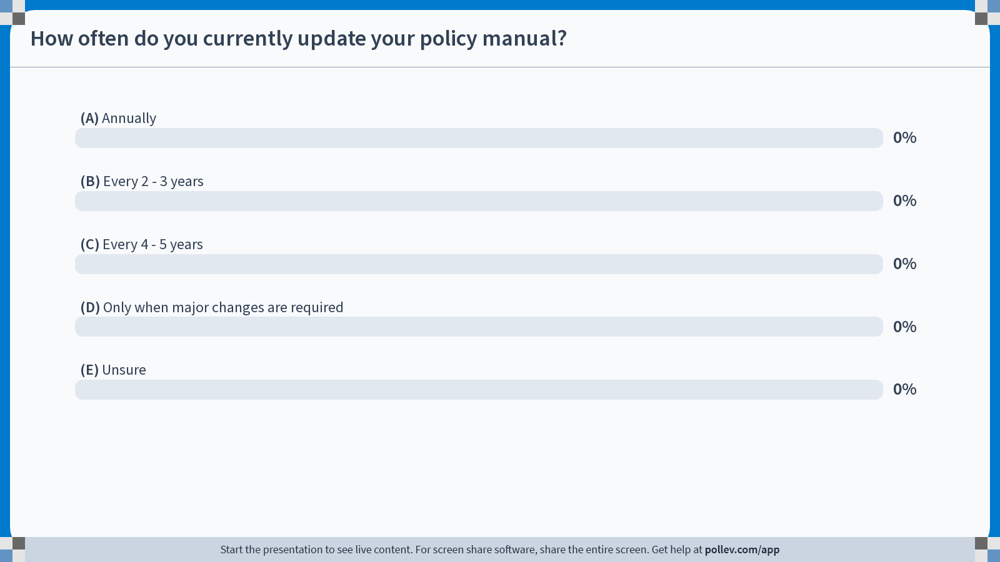 How often do you currently update your policy manual?
(A) Annually
0%
(B) Every 2 - 3 years
0%
(C) Every 4 - 5 years
0%
(D) Only when major changes are required
0%
(E) Unsure
0%
Start the presentation to see live content. For screen share software, share the entire screen. Get help at pollev.com/app